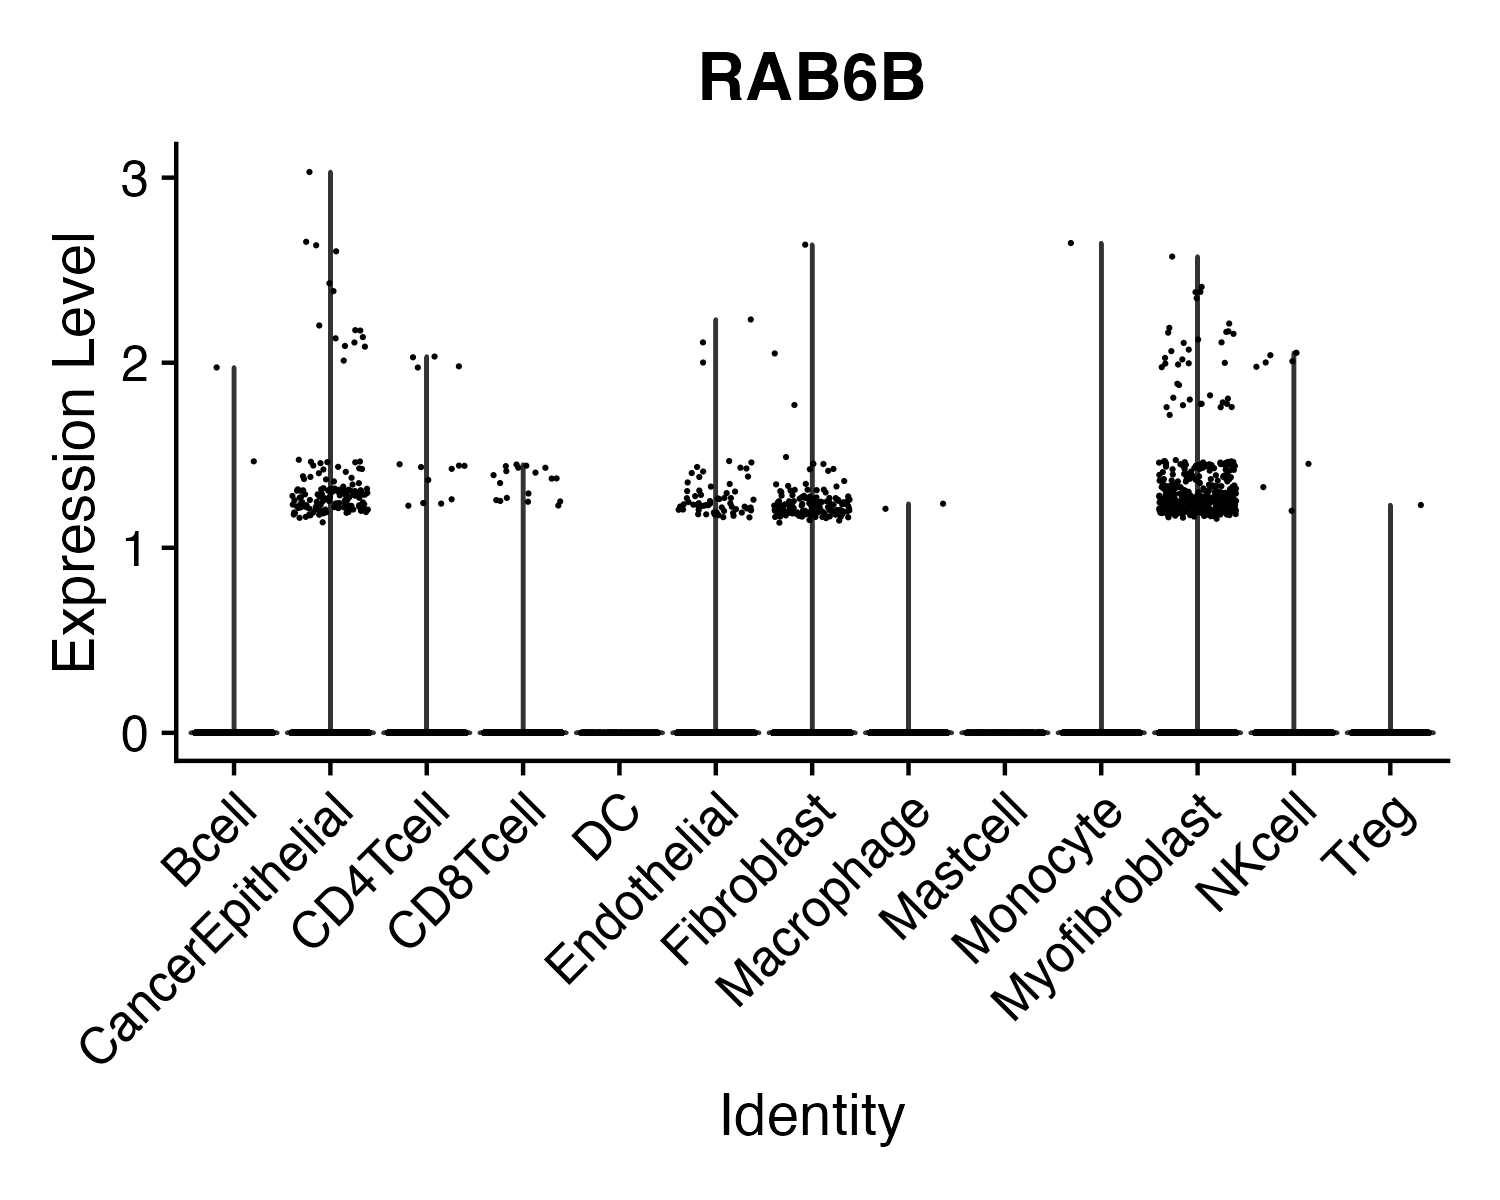 RAB6B
Expression Level
3
2
1
0
Bcell
CancerEpithelial
CD4Tcell
CD8Tcell
DC
Endothelial
Fibroblast
Macrophage
Mastcell
Monocyte
Myofibroblast
NKcell
Treg
Identity